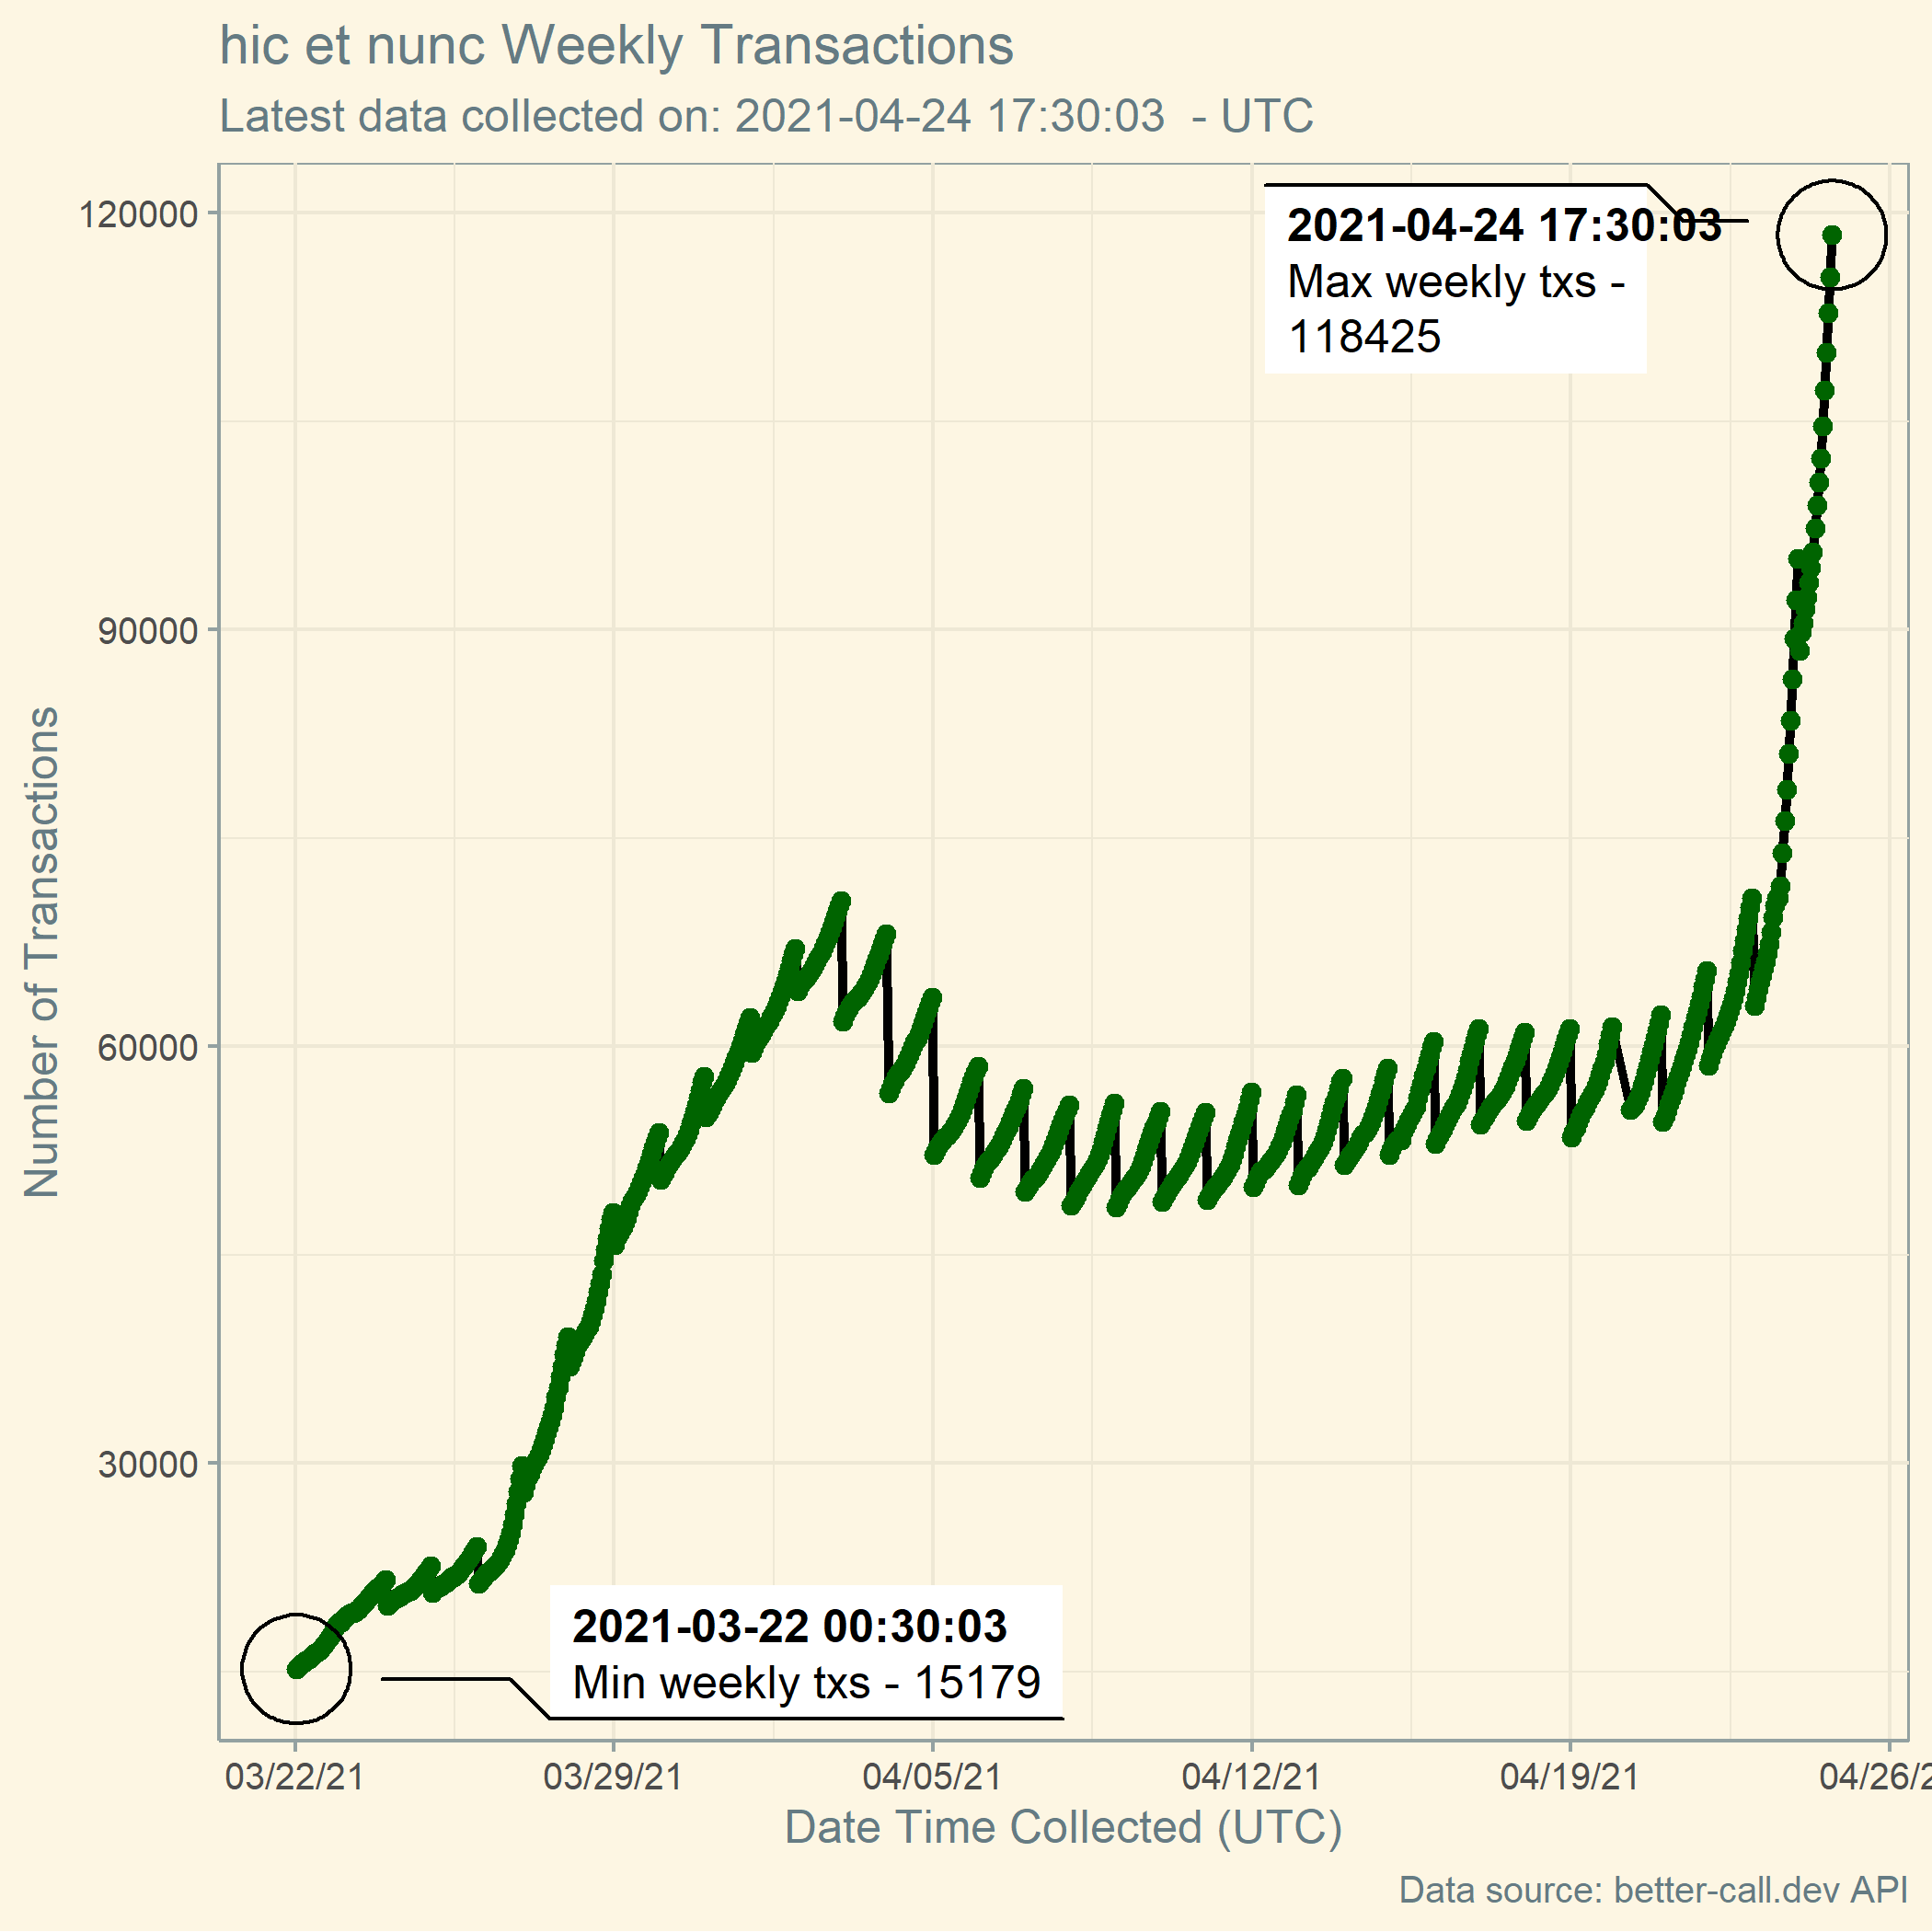 hic et nunc Weekly Transactions
Latest data collected on: 2021-04-24 17:30:03  - UTC
120000
90000
60000
30000
Number of Transactions
2021-04-24 17:30:03
Max weekly txs -
118425
2021-03-22 00:30:03
Min weekly txs - 15179
03/22/21
03/29/21
04/05/21
04/12/21
04/19/21
04/26/2
Date Time Collected (UTC)
Data source: better-call.dev API